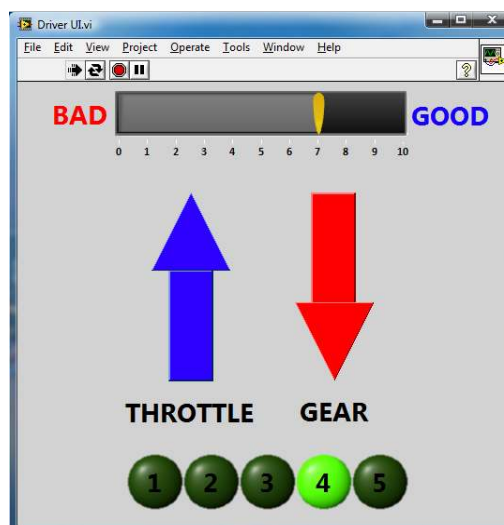 Driver UI.vi
File Edit View Project Operate Tools Window Help
?
BAD GOOD
0 1 2 3 4 5 6 7 8 9 10
THROTTLE GEAR
1 2 3 4 5